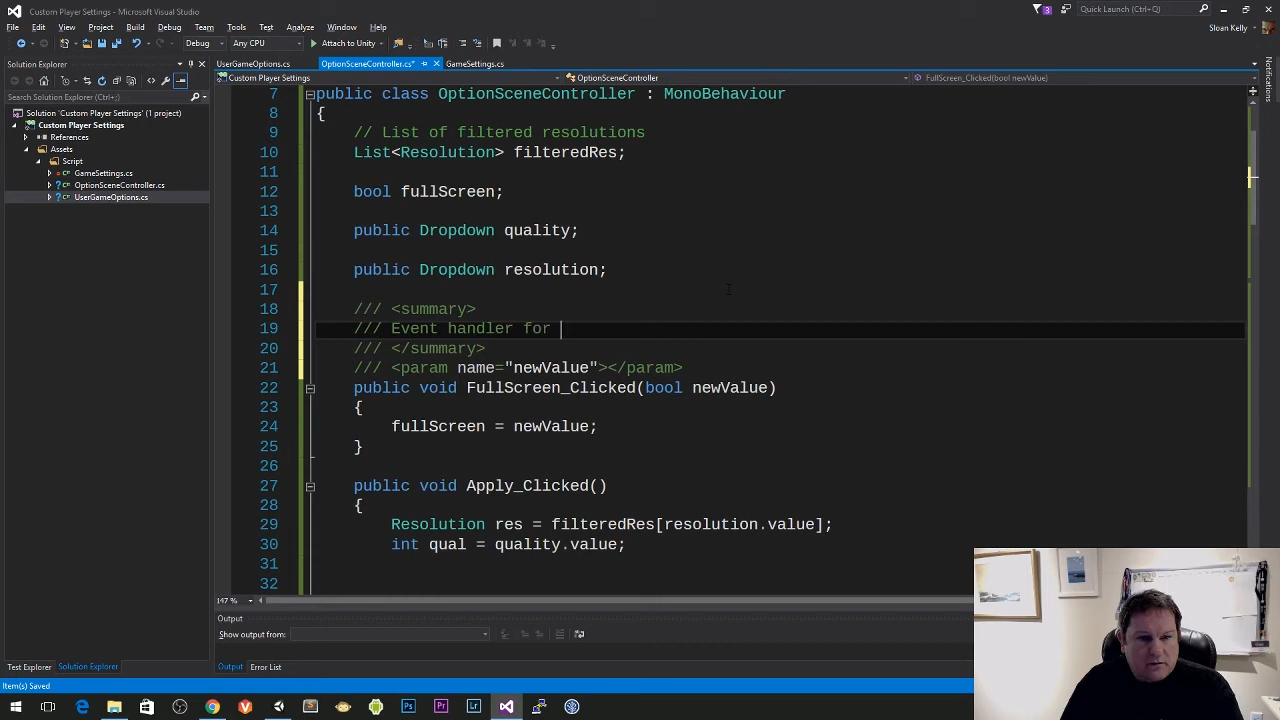 Custom Player Settings - Microsoft Visual Studio
3
Quick Launch (Ctrl+Q)
File Edit View Project Build Debug Team Tools Test Analyze Window Help
Sloan Kelly
Debug Any CPU Attach to Unity
Solution Explorer
UserGameOptions.cs OptionSceneController.cs* GameSettings.cs
Notifications
Custom Player Settings OptionSceneController FullScreen_Clicked(bool newValue)
Search Solution Explorer (Ctrl+;)
Solution 'Custom Player Settings' (1 project)
Custom Player Settings
References
Assets
Script
GameSettings.cs
OptionSceneController.cs
UserGameOptions.cs
7 public class OptionSceneController : MonoBehaviour
8 {
9 // List of filtered resolutions
10 List<Resolution> filteredRes;
11
12 bool fullScreen;
13
14 public Dropdown quality;
15
16 public Dropdown resolution;
17
18 /// <summary>
19 /// Event handler for
20 /// </summary>
21 /// <param name="newValue"></param>
22 public void FullScreen_Clicked(bool newValue)
23 {
24 fullScreen = newValue;
25 }
26
27 public void Apply_Clicked()
28 {
29 Resolution res = filteredRes[resolution.value];
30 int qual = quality.value;
31
32
147 %
Output
Show output from:
Test Explorer Solution Explorer Output Error List
Item(s) Saved
Ps Pr Lr